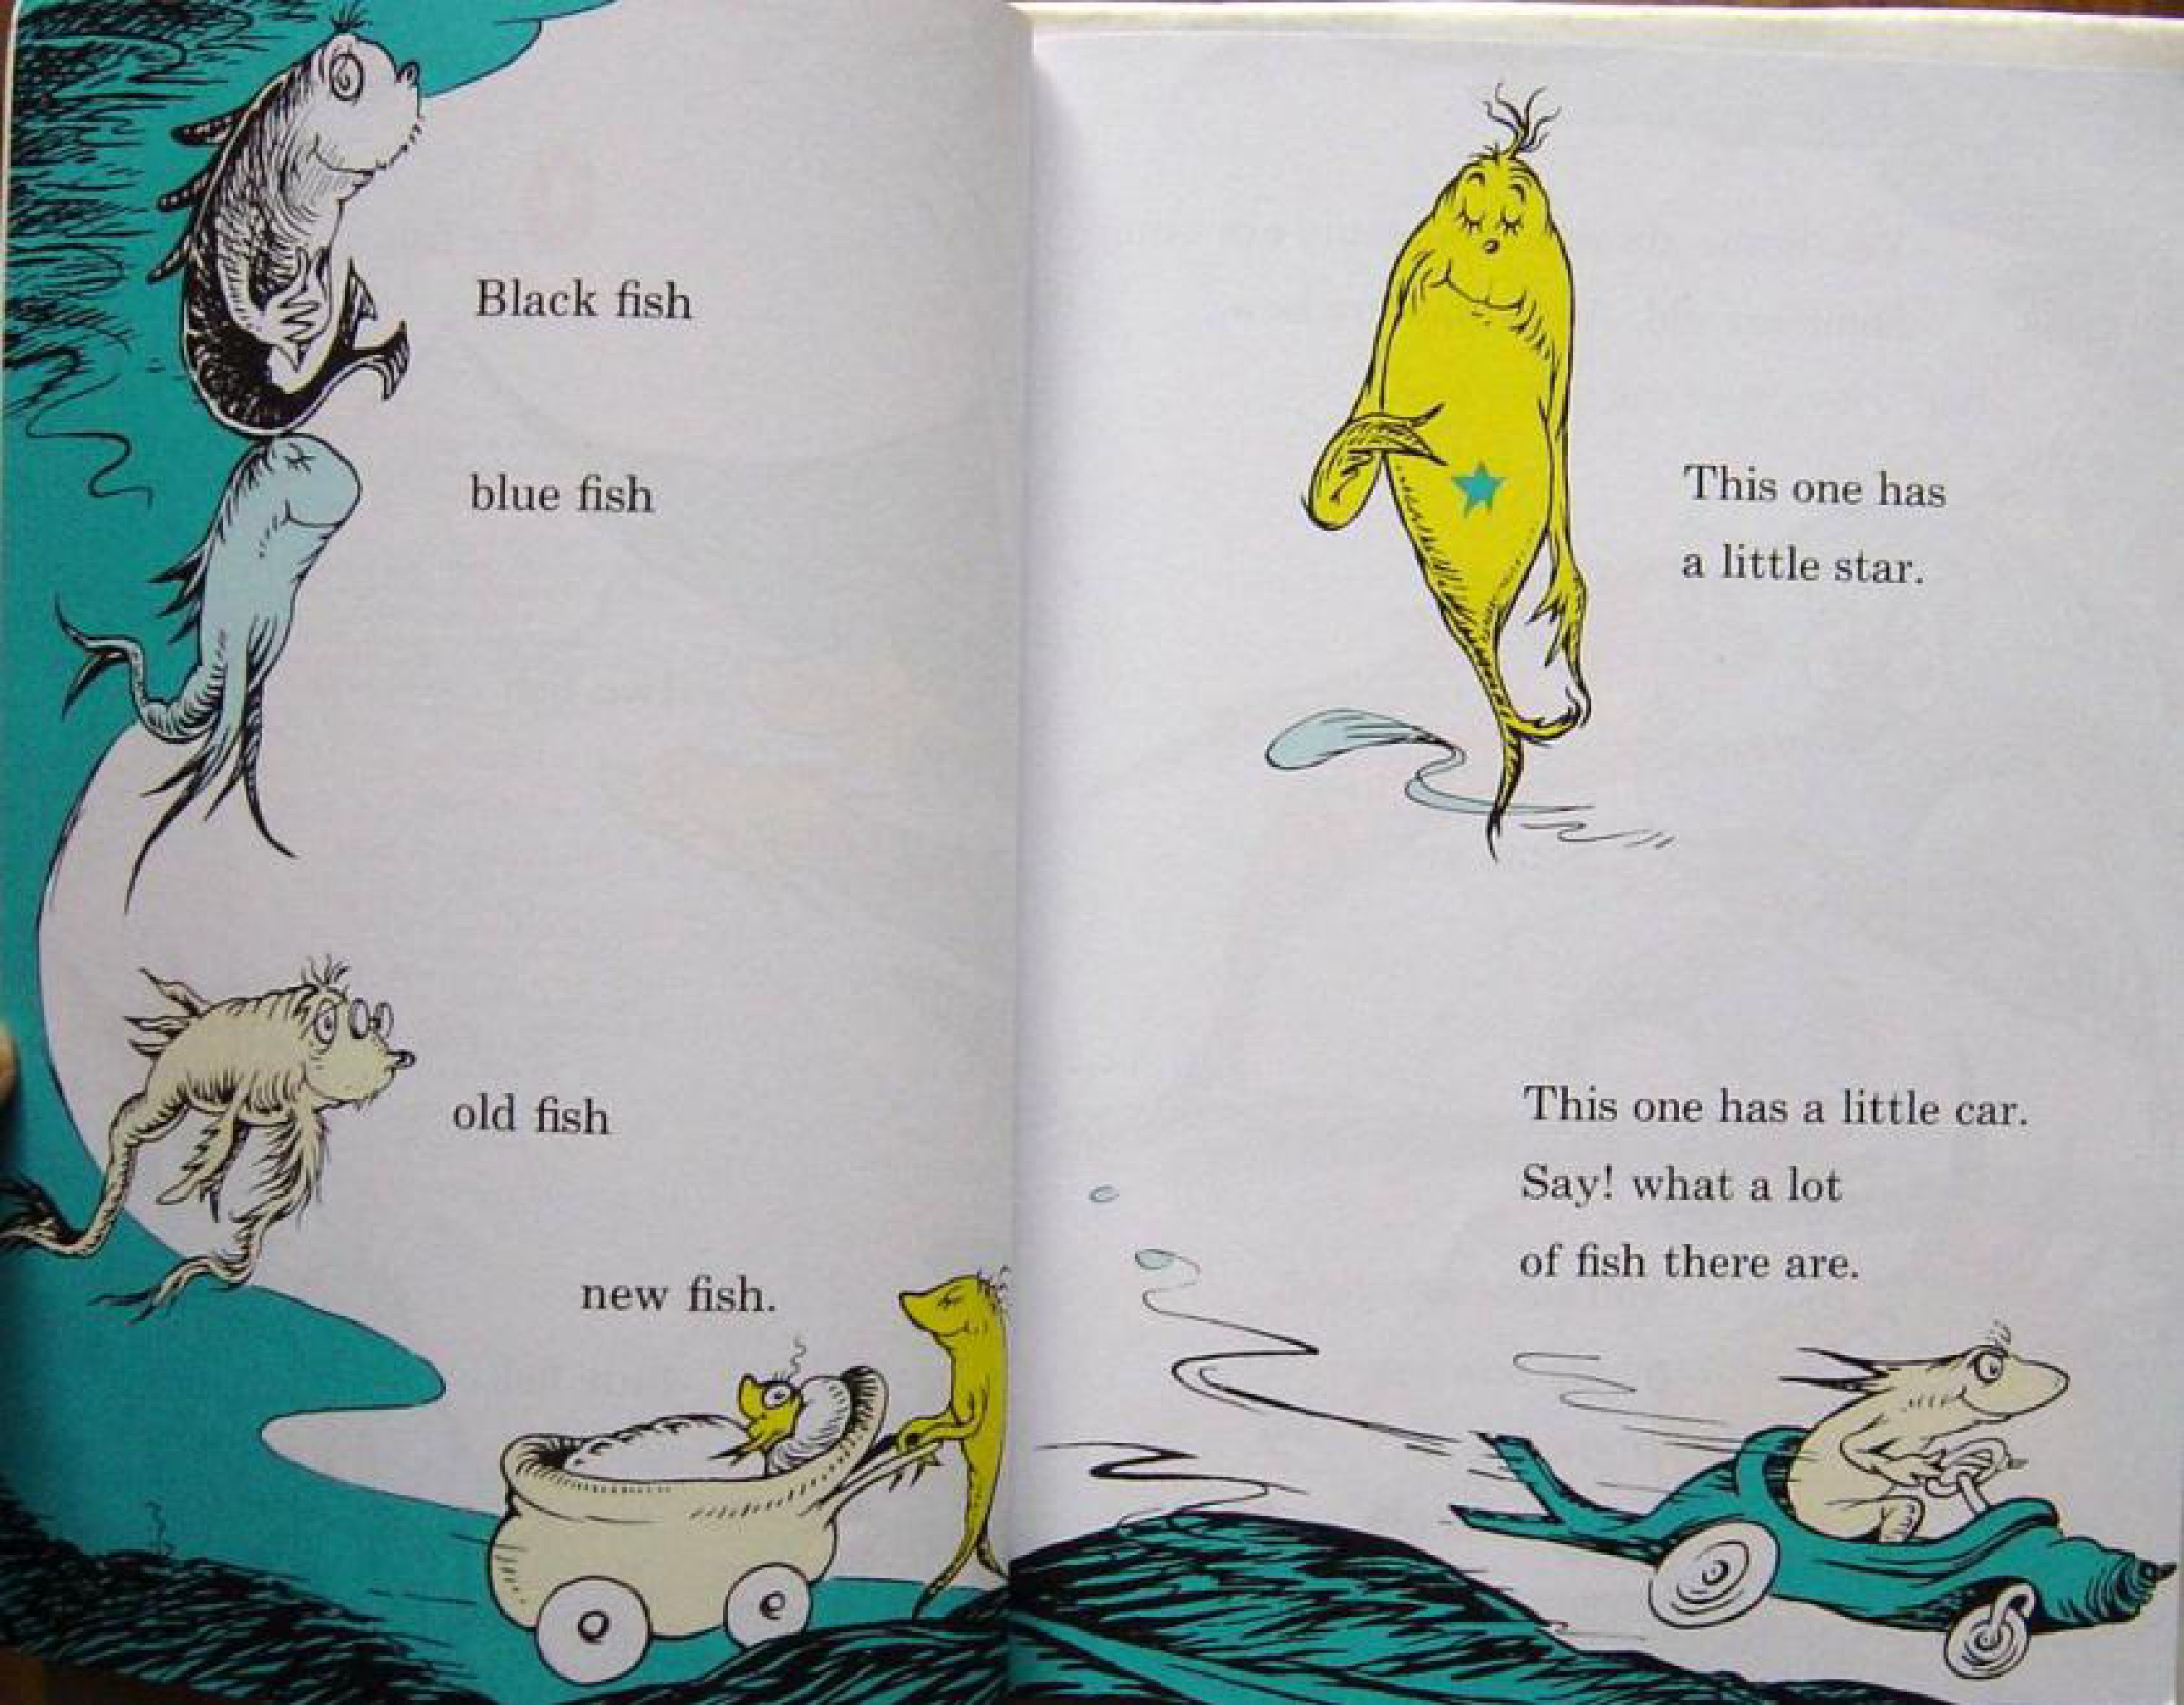 Black fish
blue fish
old fish
new fish.
This one has
a little star.
This one has a little car.
Say! what a lot
of fish there are.